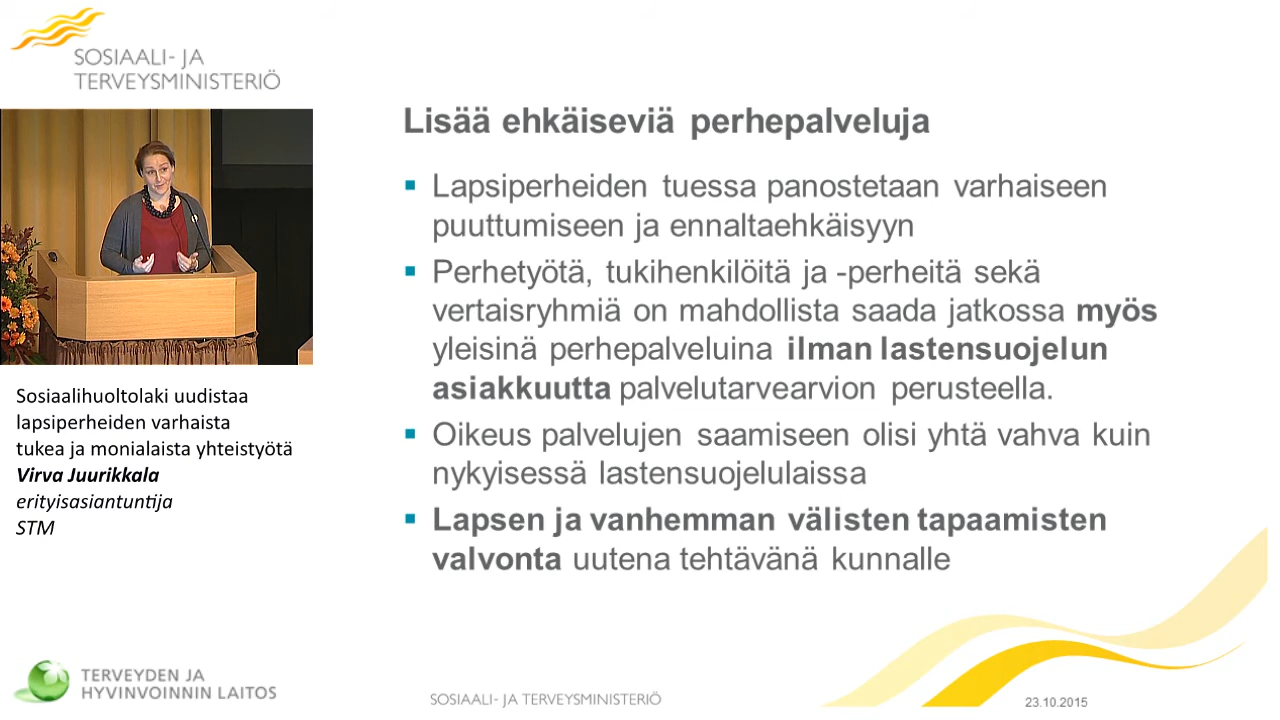 SOSIAALI- JA
TERVEYSMINISTERIÖ
Sosiaalihuoltolaki uudistaa
lapsiperheiden varhaista
tukea ja monialaista yhteistyötä
Virva Juurikkala
erityisasiantuntija
STM
TERVEYDEN JA
HYVINVOINNIN LAITOS
Lisää ehkäiseviä perhepalveluja
▪ Lapsiperheiden tuessa panostetaan varhaiseen
puuttumiseen ja ennaltaehkäisyyn
▪ Perhetyötä, tukihenkilöitä ja -perheitä sekä
vertaisryhmiä on mahdollista saada jatkossa myös
yleisinä perhepalveluina ilman lastensuojelun
asiakkuutta palvelutarvearvion perusteella.
▪ Oikeus palvelujen saamiseen olisi yhtä vahva kuin
nykyisessä lastensuojelulaissa
▪ Lapsen ja vanhemman välisten tapaamisten
valvonta uutena tehtävänä kunnalle
SOSIAALI- JA TERVEYSMINISTERIÖ
23.10.2015